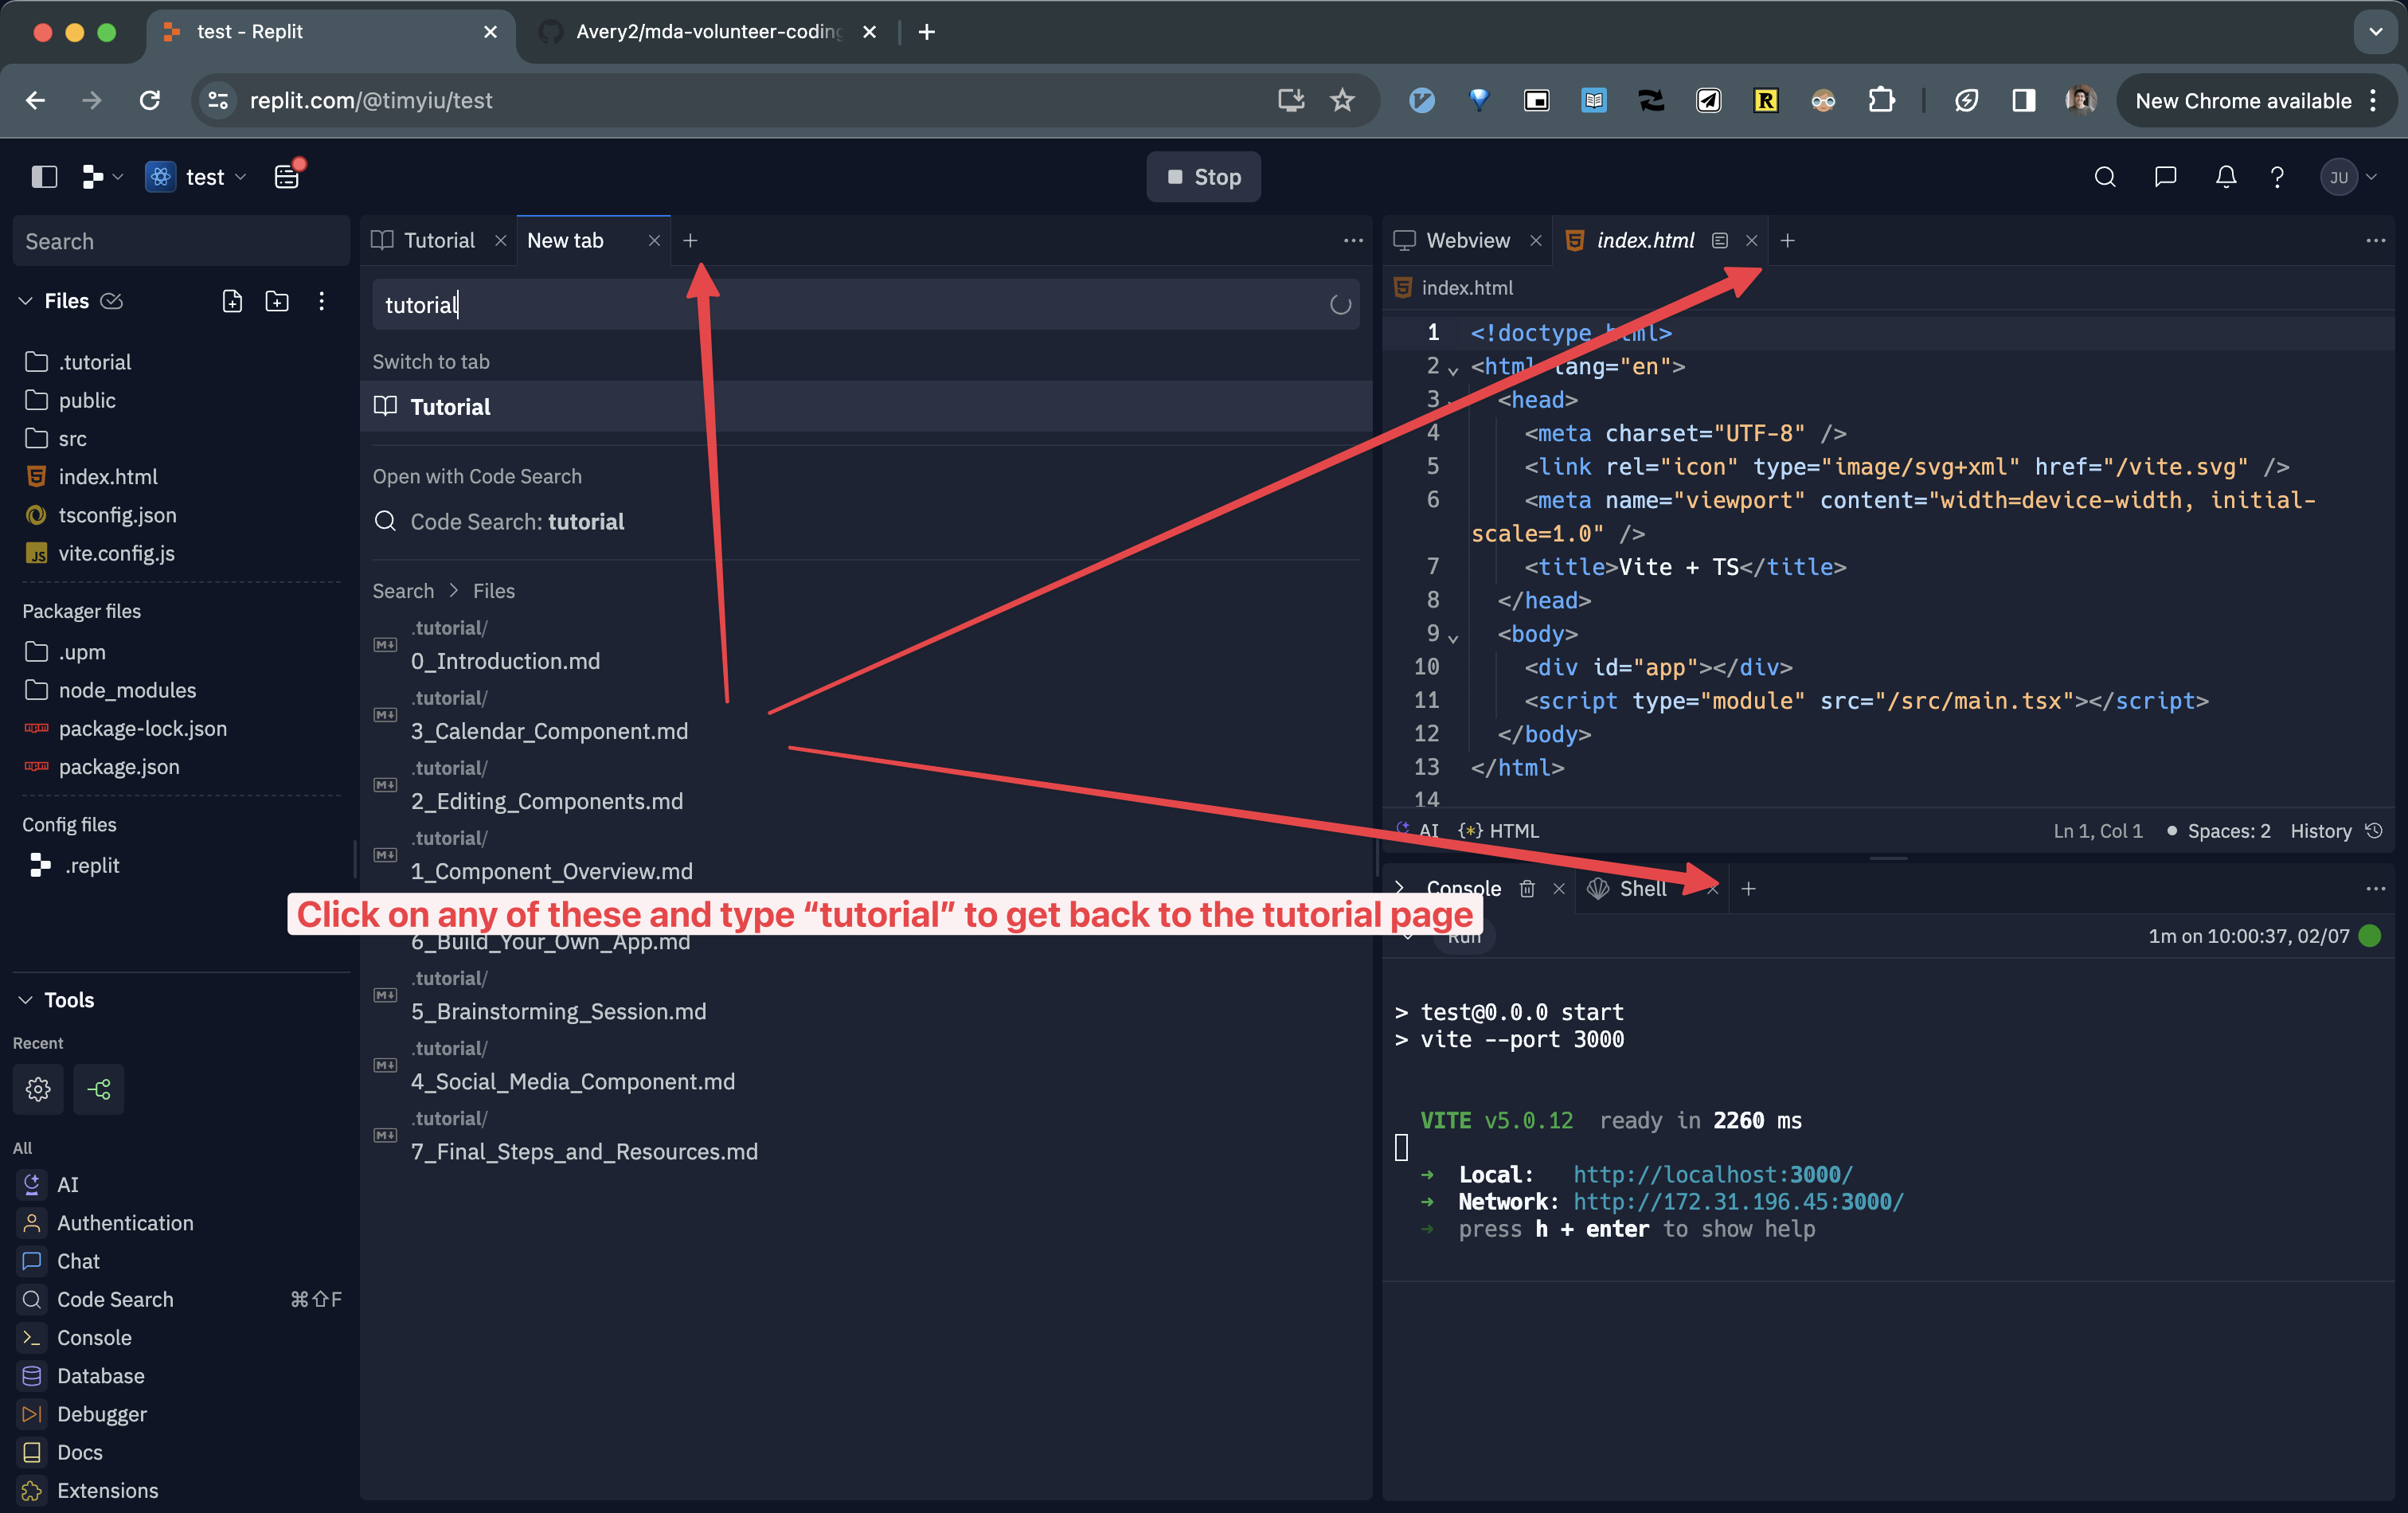 test - Replit
Avery2/mda-volunteer-coding
replit.com/@timyiu/test
New Chrome available
test
Stop
JU
Search
Files
.tutorial
public
src
index.html
tsconfig.json
vite.config.js
Packager files
.upm
node_modules
package-lock.json
package.json
Config files
.replit
Tools
Recent
All
AI
Authentication
Chat
Code Search ⌘⇧F
Console
Database
Debugger
Docs
Extensions
Tutorial
New tab
tutorial
Switch to tab
Tutorial
Open with Code Search
Code Search: tutorial
Search > Files
.tutorial/
0_Introduction.md
.tutorial/
3_Calendar_Component.md
.tutorial/
2_Editing_Components.md
.tutorial/
1_Component_Overview.md
Click on any of these and type “tutorial” to get back to the tutorial page
6_Build_Your_Own_App.md
.tutorial/
5_Brainstorming_Session.md
.tutorial/
4_Social_Media_Component.md
.tutorial/
7_Final_Steps_and_Resources.md
Webview
index.html
index.html
1 <!doctype html>
2 <html lang="en">
3 <head>
4 <meta charset="UTF-8" />
5 <link rel="icon" type="image/svg+xml" href="/vite.svg" />
6 <meta name="viewport" content="width=device-width, initial-
scale=1.0" />
7 <title>Vite + TS</title>
8 </head>
9 <body>
10 <div id="app"></div>
11 <script type="module" src="/src/main.tsx"></script>
12 </body>
13 </html>
14
AI {*} HTML
Ln 1, Col 1 • Spaces: 2 History
Console
Shell
Run
1m on 10:00:37, 02/07
> test@0.0.0 start
> vite --port 3000
VITE v5.0.12 ready in 2260 ms
➜ Local: http://localhost:3000/
➜ Network: http://172.31.196.45:3000/
➜ press h + enter to show help